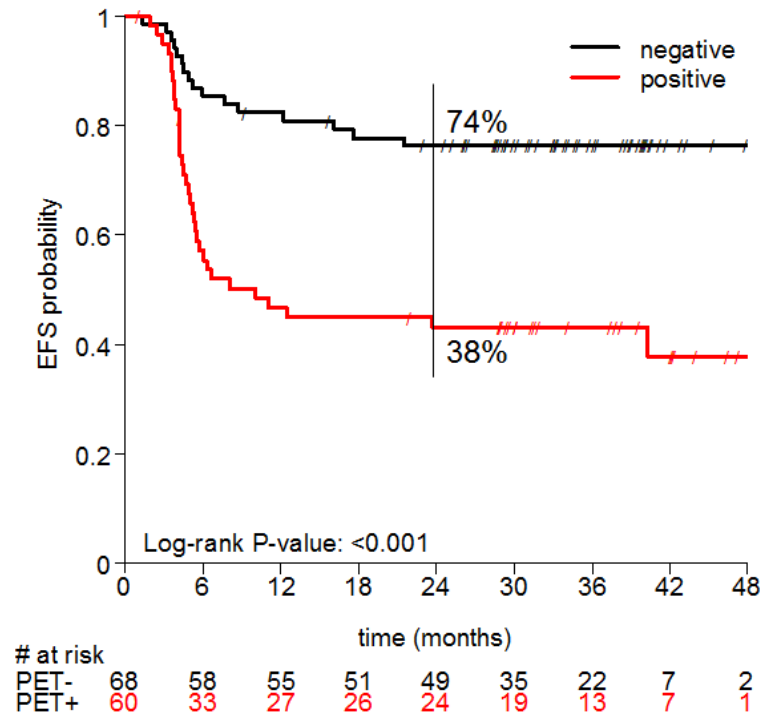 1
negative
positive
74%
0.8
0.6
EFS probability
0.4
38%
0.2
Log-rank P-value: <0.001
0
0 6 12 18 24 30 36 42 48
time (months)
# at risk
PET- 68 58 55 51 49 35 22 7 2
PET+ 60 33 27 26 24 19 13 7 1